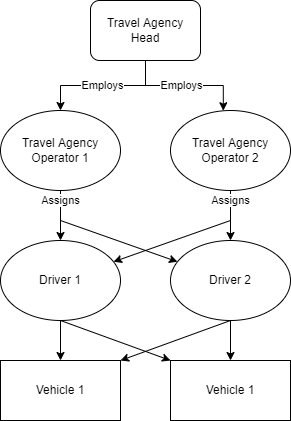 Travel Agency
Head
Employs
Employs
Travel Agency
Operator 1
Travel Agency
Operator 2
Assigns
Assigns
Driver 1
Driver 2
Vehicle 1
Vehicle 1